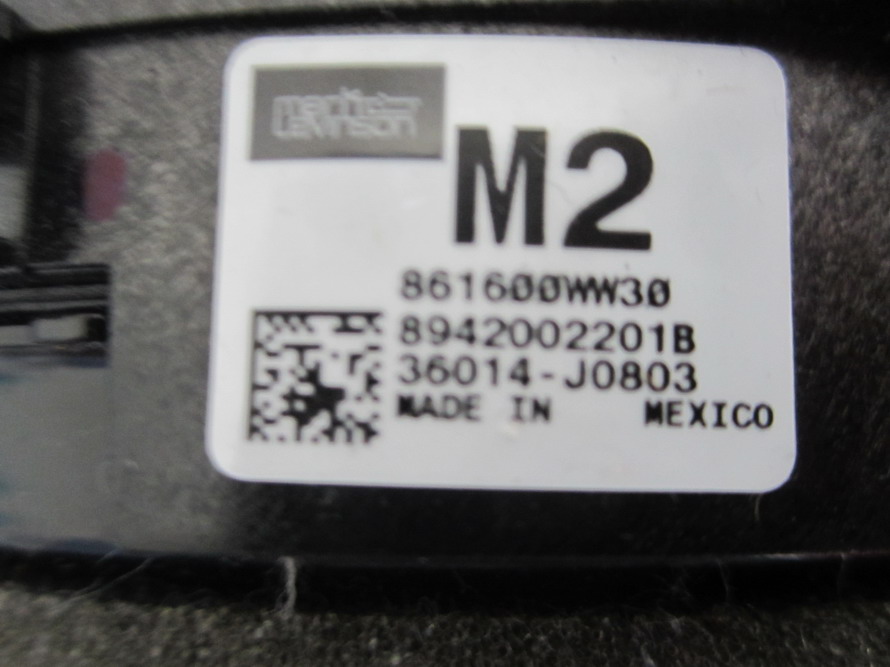 mark
Levinson
M2
861600WW30
8942002201B
36014-J0803
MADE IN MEXICO